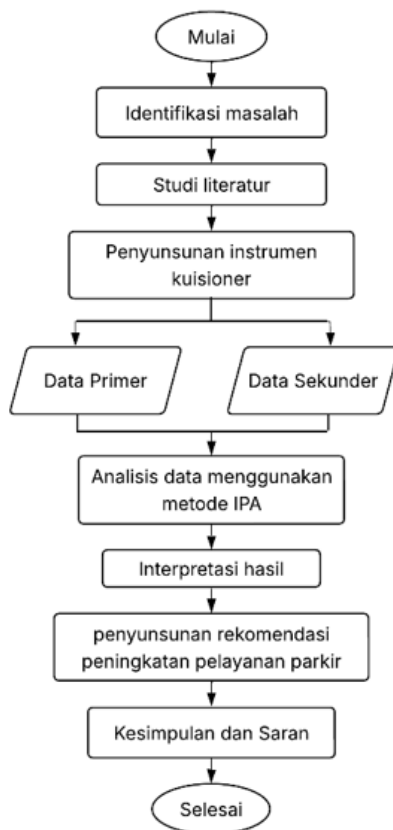 Mulai
Identifikasi masalah
Studi literatur
Penyunsunan instrumen
kuisioner
Data Primer
Data Sekunder
Analisis data menggunakan
metode IPA
Interpretasi hasil
penyunsunan rekomendasi
peningkatan pelayanan parkir
Kesimpulan dan Saran
Selesai